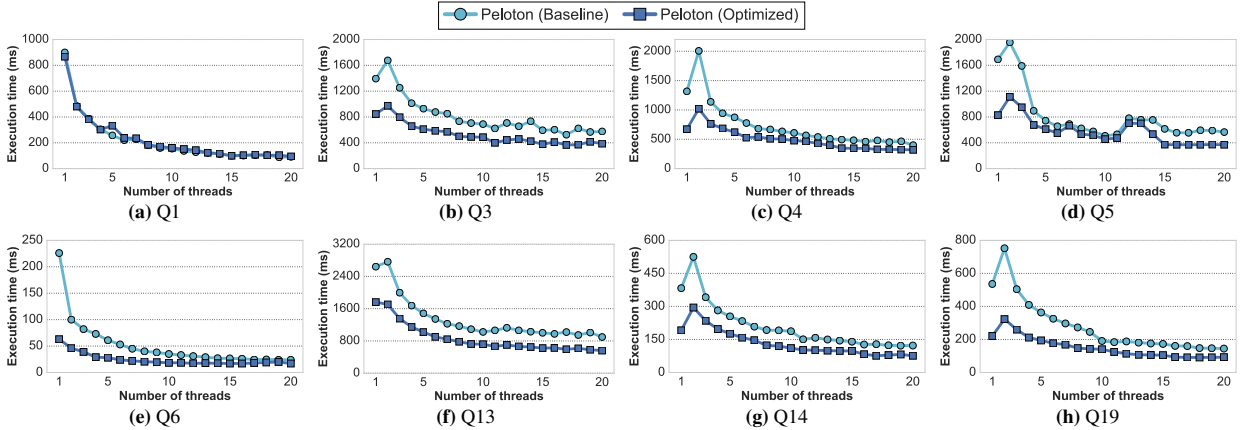 Peloton (Baseline) Peloton (Optimized)
Execution time (ms)
1000
800
600
400
200
0
1 5 10 15 20
Number of threads
(a) Q1
Execution time (ms)
2000
1600
1200
800
400
0
1 5 10 15 20
Number of threads
(b) Q3
Execution time (ms)
2000
1500
1000
500
0
1 5 10 15 20
Number of threads
(c) Q4
Execution time (ms)
2000
1600
1200
800
400
0
1 5 10 15 20
Number of threads
(d) Q5
Execution time (ms)
250
200
150
100
50
0
1 5 10 15 20
Number of threads
(e) Q6
Execution time (ms)
3200
2400
1600
800
0
1 5 10 15 20
Number of threads
(f) Q13
Execution time (ms)
600
450
300
150
0
1 5 10 15 20
Number of threads
(g) Q14
Execution time (ms)
800
600
400
200
0
1 5 10 15 20
Number of threads
(h) Q19